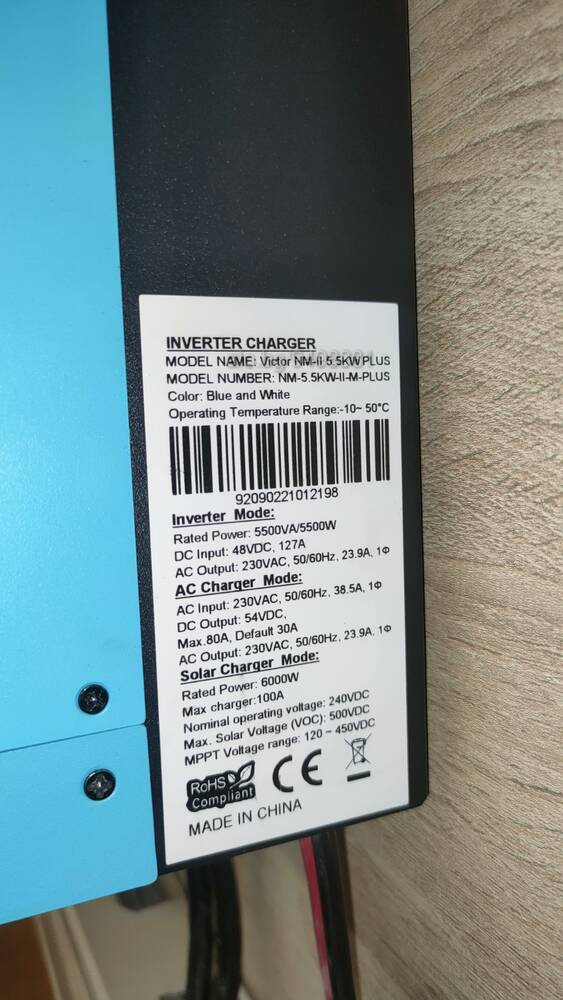 INVERTER CHARGER
MODEL NAME: Victor NM-II 5.5KW PLUS
MODEL NUMBER: NM-5.5KW-II-M-PLUS
Color: Blue and White
Operating Temperature Range:-10~ 50°C
92090221012198
Inverter Mode:
Rated Power: 5500VA/5500W
DC Input: 48VDC, 127A
AC Output: 230VAC, 50/60Hz, 23.9A, 1Φ
AC Charger Mode:
AC Input: 230VAC, 50/60Hz, 38.5A, 1Φ
DC Output: 54VDC,
Max.80A, Default 30A
AC Output: 230VAC, 50/60Hz, 23.9A, 1Φ
Solar Charger Mode:
Rated Power: 6000W
Max charger:100A
Nominal operating voltage: 240VDC
Max. Solar Voltage (VOC): 500VDC
MPPT Voltage range: 120 ~ 450VDC
RoHS
Compliant
CE
MADE IN CHINA